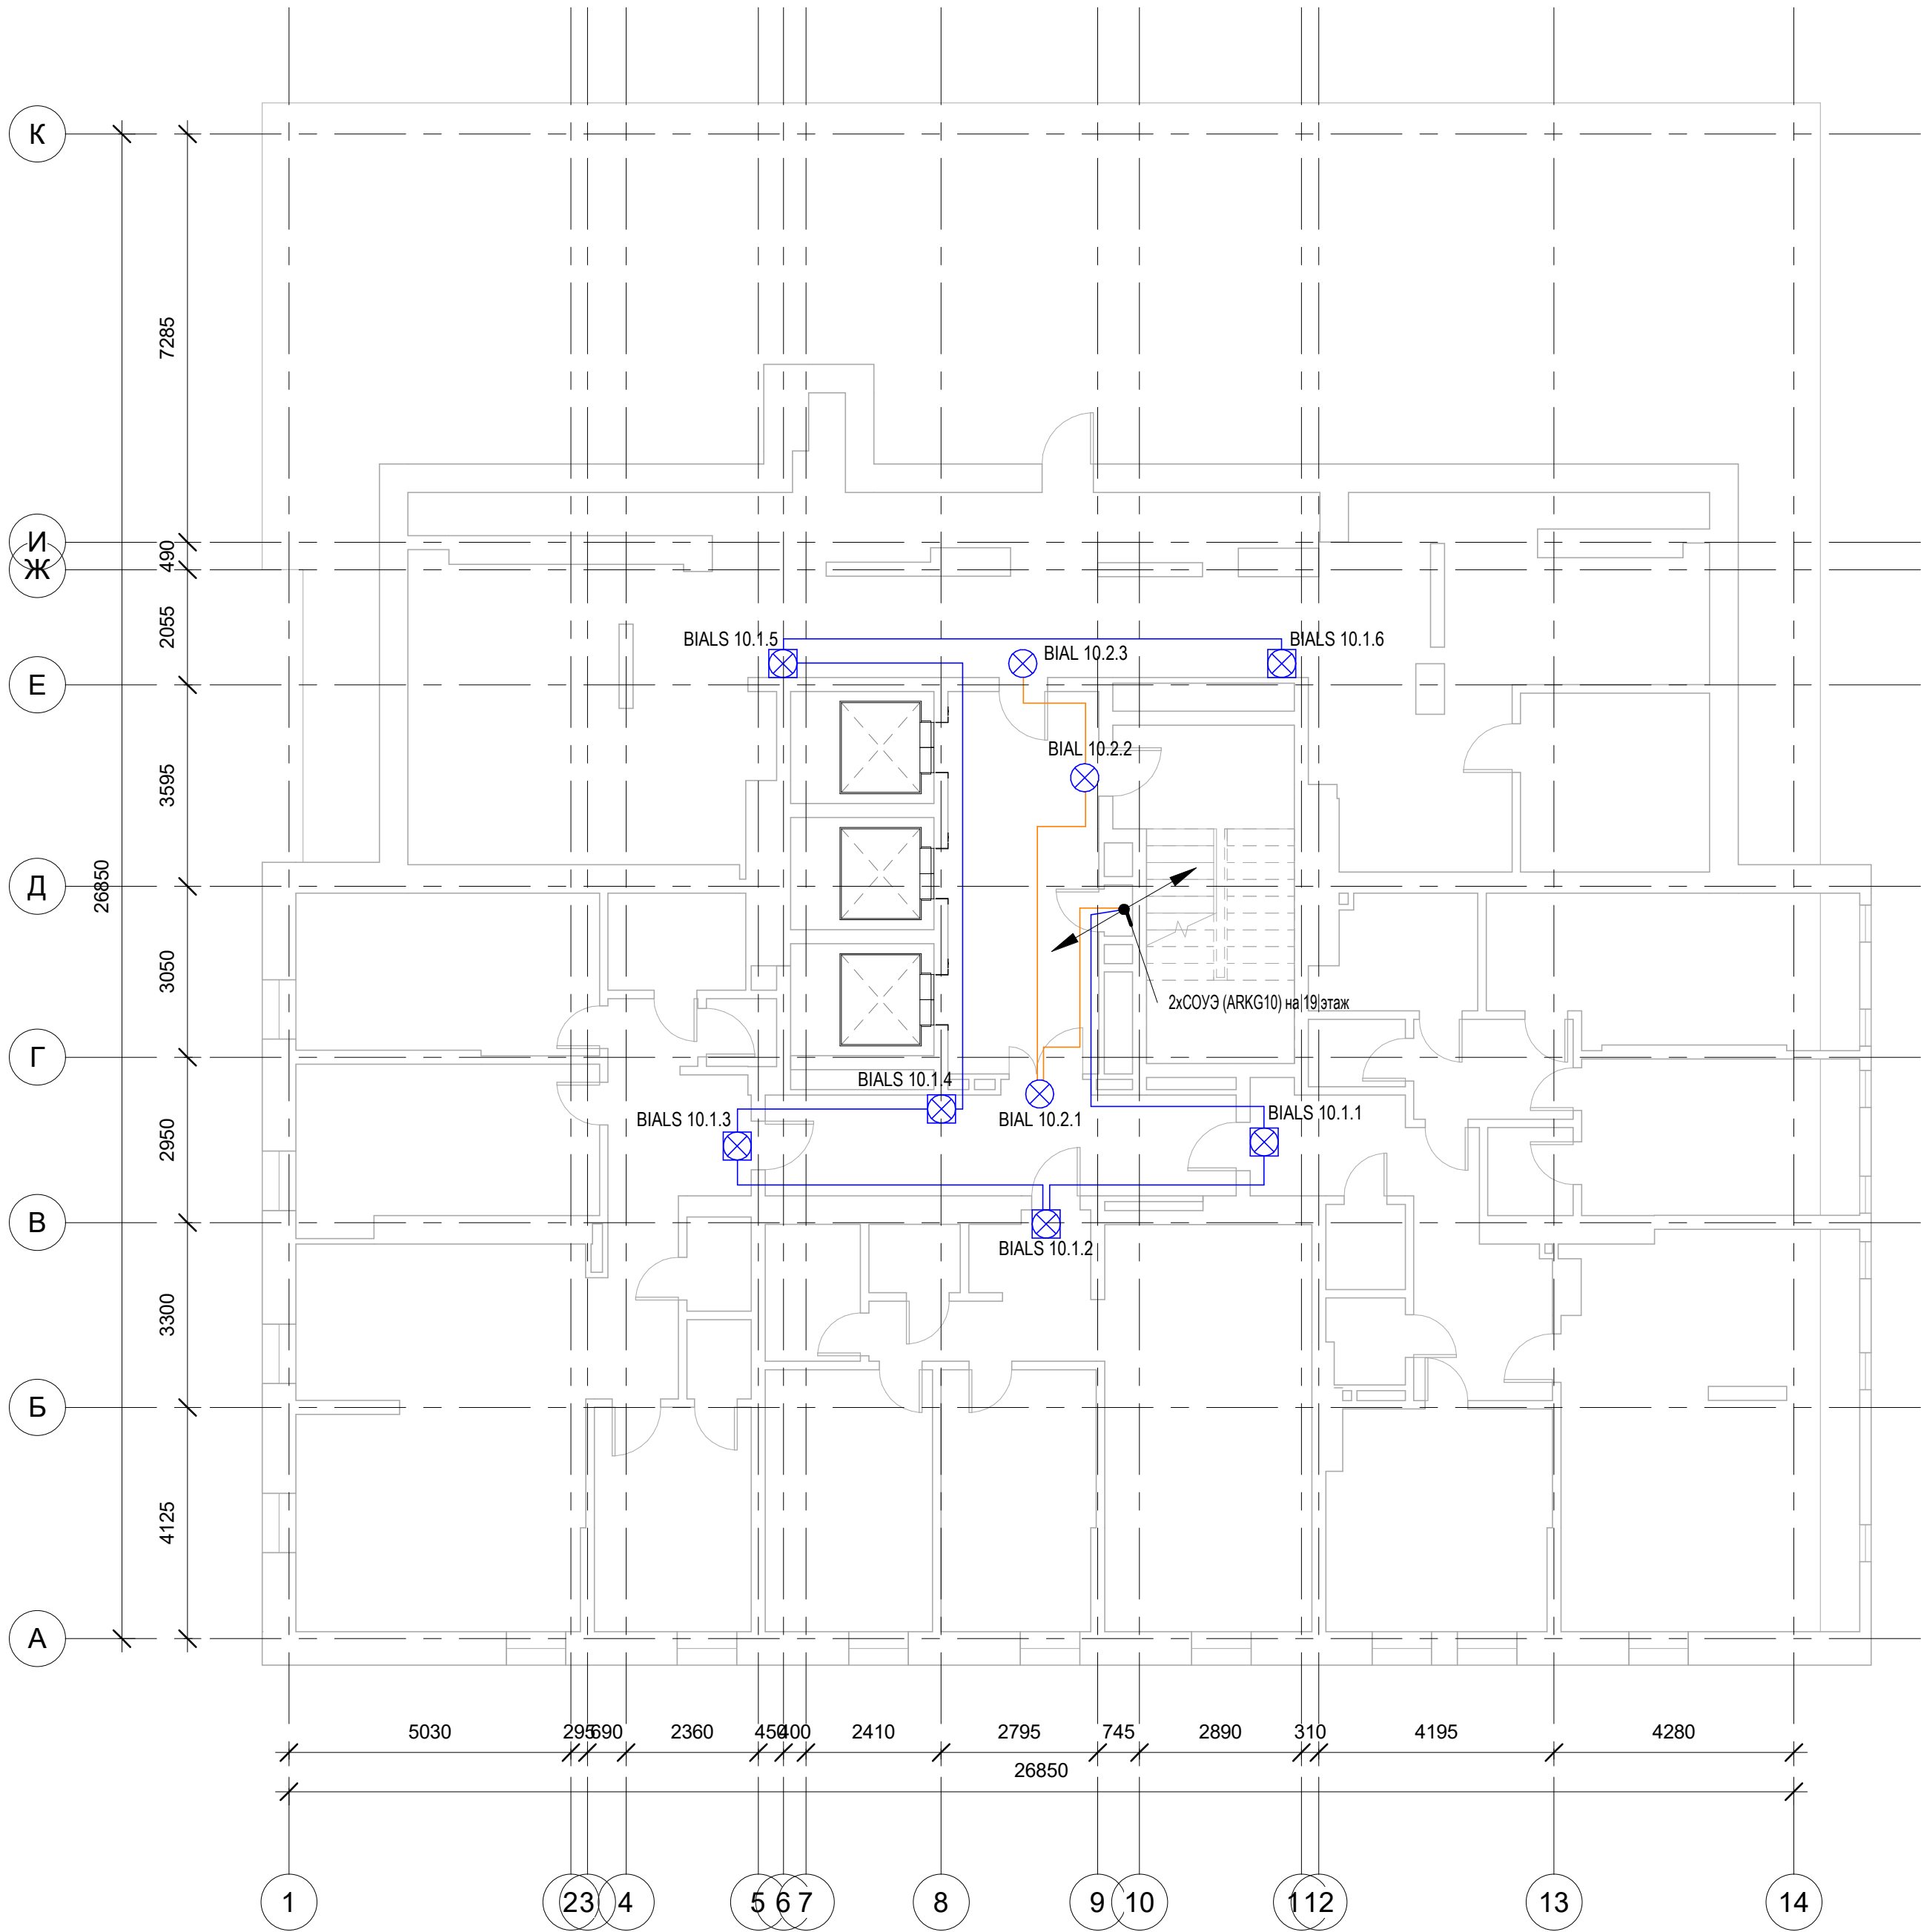 К
7285
И
490
Ж
2055
BIALS 10.1.5
BIALS 10.1.6
BIAL 10.2.3
Е
BIAL 10.2.2
3595
26850
Д
3050
2хСОУЭ (ARKG10) на 19 этаж
Г
BIALS 10.1.4
BIALS 10.1.3
BIAL 10.2.1
BIALS 10.1.1
2950
В
BIALS 10.1.2
3300
Б
4125
А
5030 295 690 2360 450 400 2410 2795 745 2890 310 4195 4280
26850
1 2 3 4 5 6 7 8 9 10 11 12 13 14